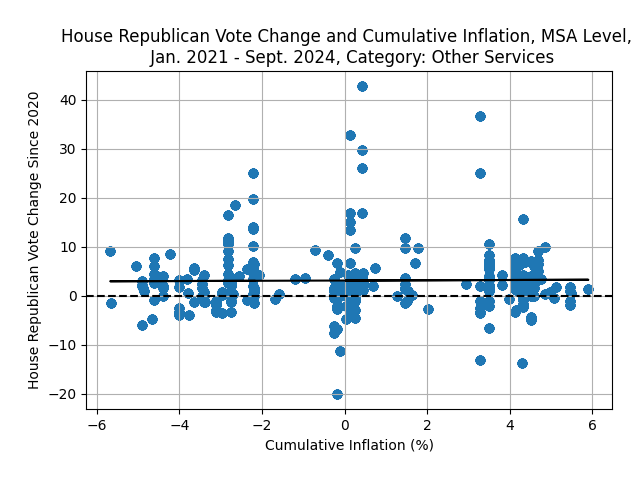 House Republican Vote Change and Cumulative Inflation, MSA Level,
Jan. 2021 - Sept. 2024, Category: Other Services
House Republican Vote Change Since 2020
40
30
20
10
0
−10
−20
−6 −4 −2 0 2 4 6
Cumulative Inflation (%)